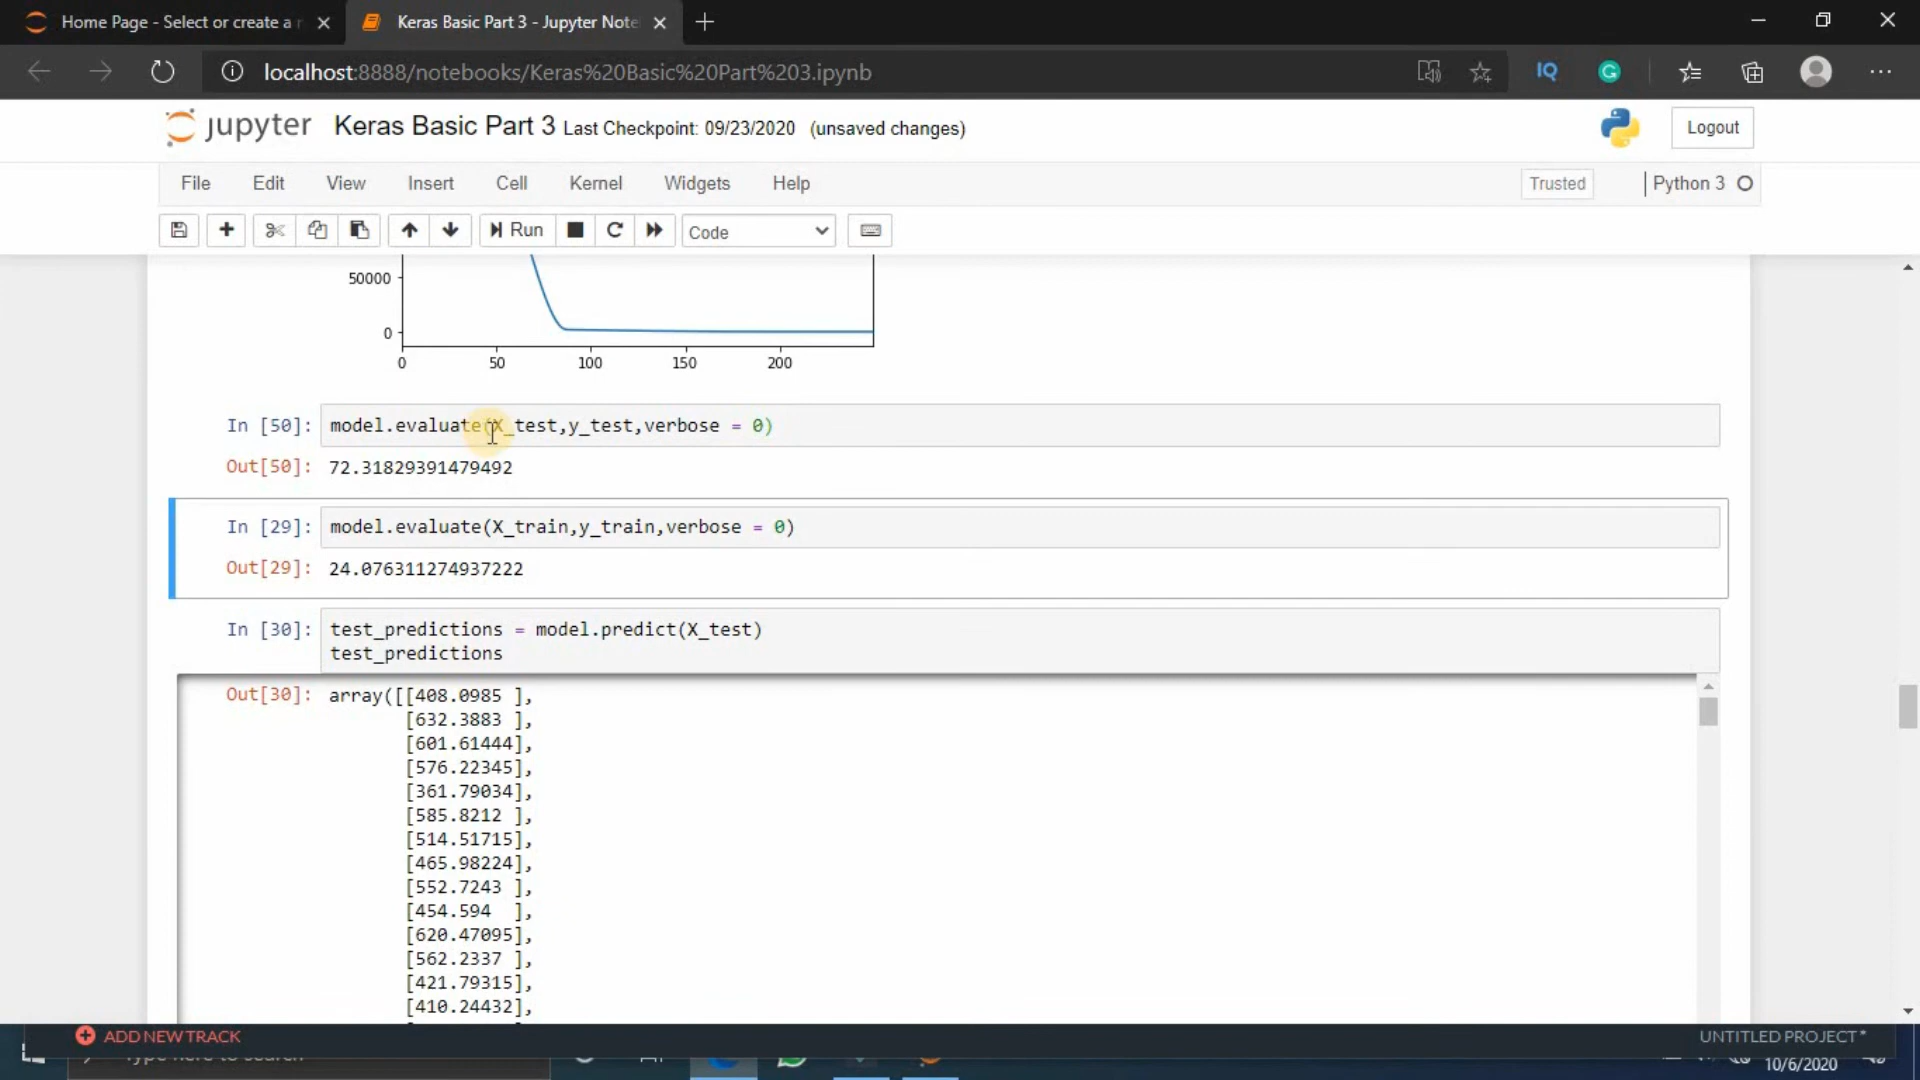 Home Page - Select or create a n
Keras Basic Part 3 - Jupyter Note
localhost:8888/notebooks/Keras%20Basic%20Part%203.ipynb
IQ
G
jupyter Keras Basic Part 3 Last Checkpoint: 09/23/2020 (unsaved changes)
Logout
File Edit View Insert Cell Kernel Widgets Help
Trusted
Python 3
Run
Code
50000
0
0 50 100 150 200
In [50]: model.evaluate(X_test,y_test,verbose = 0)
Out[50]: 72.31829391479492
In [29]: model.evaluate(X_train,y_train,verbose = 0)
Out[29]: 24.076311274937222
In [30]: test_predictions = model.predict(X_test)
test_predictions
Out[30]: array([[408.0985 ],
[632.3883 ],
[601.61444],
[576.22345],
[361.79034],
[585.8212 ],
[514.51715],
[465.98224],
[552.7243 ],
[454.594 ],
[620.47095],
[562.2337 ],
[421.79315],
[410.24432],
ADD NEW TRACK
UNTITLED PROJECT*
Type here to search
10/6/2020